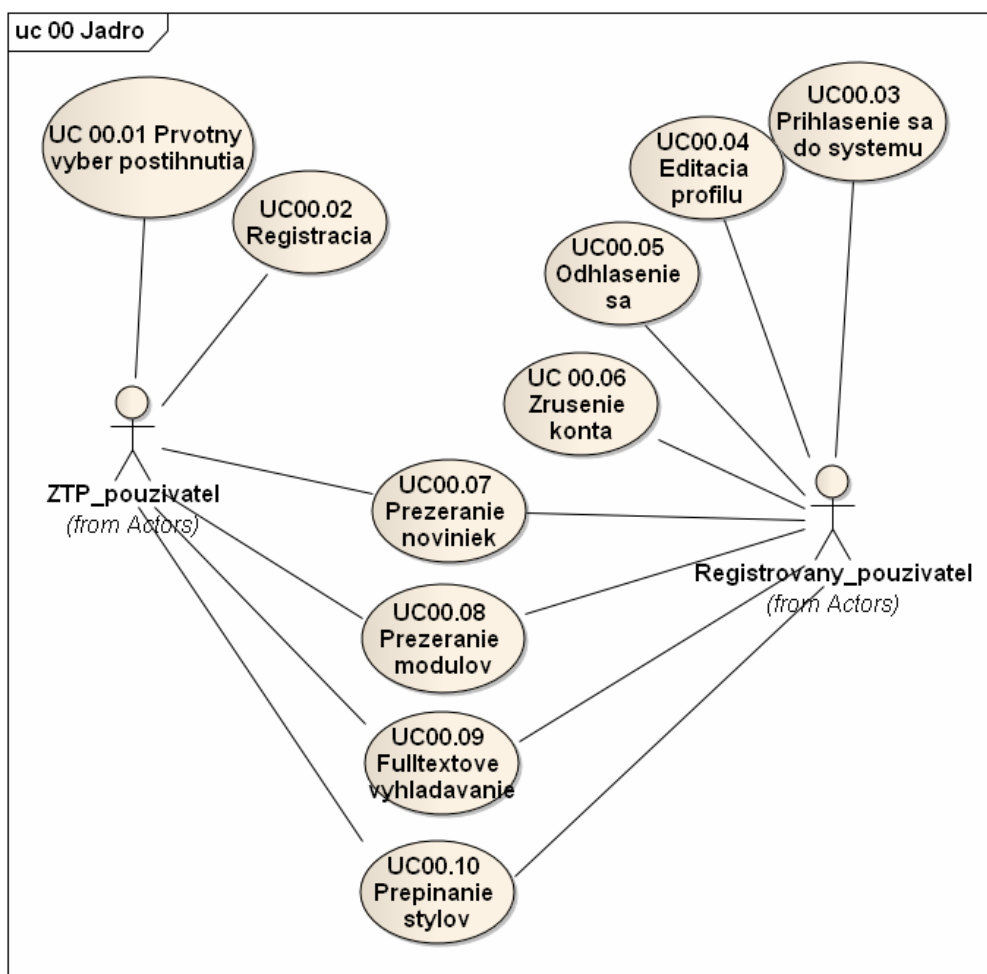 uc 00 Jadro
UC 00.01 Prvotny
vyber postihnutia
UC00.02
Registracia
UC00.03
Prihlasenie sa
do systemu
UC00.04
Editacia
profilu
UC00.05
Odhlasenie
sa
UC 00.06
Zrusenie
konta
ZTP_pouzivatel
(from Actors)
UC00.07
Prezeranie
noviniek
Registrovany_pouzivatel
(from Actors)
UC00.08
Prezeranie
modulov
UC00.09
Fulltextove
vyhladavanie
UC00.10
Prepinanie
stylov